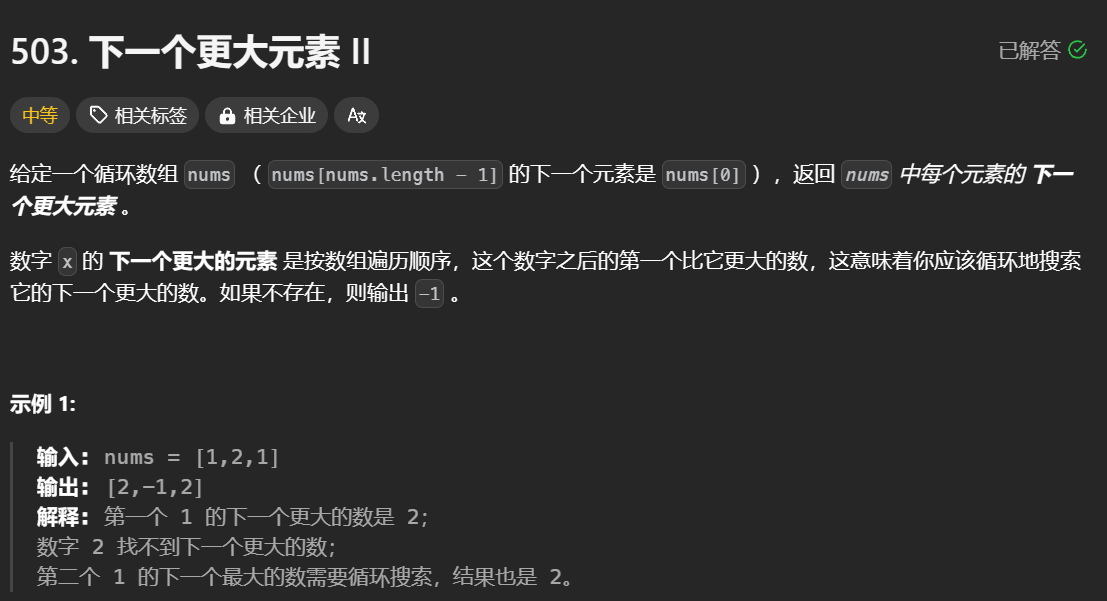 503. 下一个更大元素 II
已解答
中等 相关标签 相关企业 Ax
给定一个循环数组 nums （ nums[nums.length - 1] 的下一个元素是 nums[0] ），返回 nums 中每个元素的 下一
个更大元素 。
数字 x 的 下一个更大的元素 是按数组遍历顺序，这个数字之后的第一个比它更大的数，这意味着你应该循环地搜索
它的下一个更大的数。如果不存在，则输出 -1 。
示例 1:
输入: nums = [1,2,1]
输出: [2,-1,2]
解释: 第一个 1 的下一个更大的数是 2;
数字 2 找不到下一个更大的数;
第二个 1 的下一个最大的数需要循环搜索，结果也是 2。